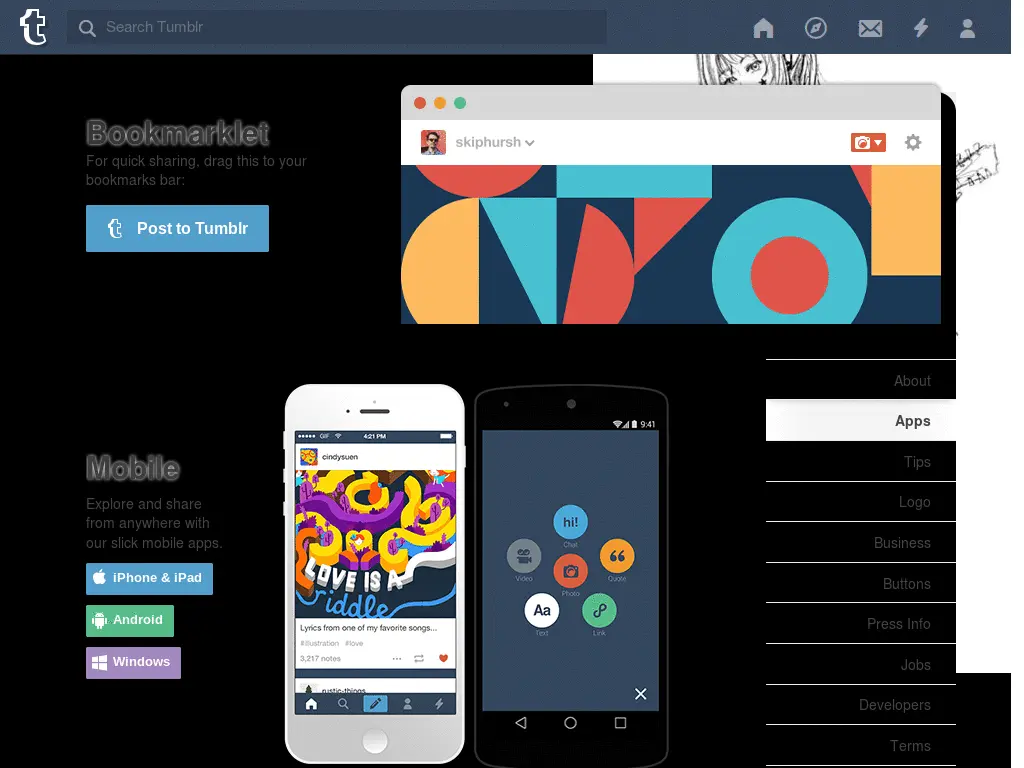 Search Tumblr
Bookmarklet
For quick sharing, drag this to your
bookmarks bar:
Post to Tumblr
skiphursh
Mobile
Explore and share
from anywhere with
our slick mobile apps.
iPhone & iPad
Android
Windows
GIF
4:21 PM
cindysuen
LOVE IS A
riddle
Lyrics from one of my favorite songs...
#illustration #love
3,217 notes
rustic-things
9:41
hi!
Chat
Video
Quote
Photo
Aa
Text
Link
About
Apps
Tips
Logo
Business
Buttons
Press Info
Jobs
Developers
Terms